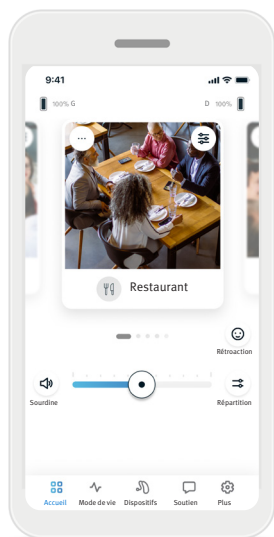 9:41
100% G
D 100%
Restaurant
Rétroaction
Sourdine
Répartition
Accueil Mode de vie Dispositifs Soutien Plus